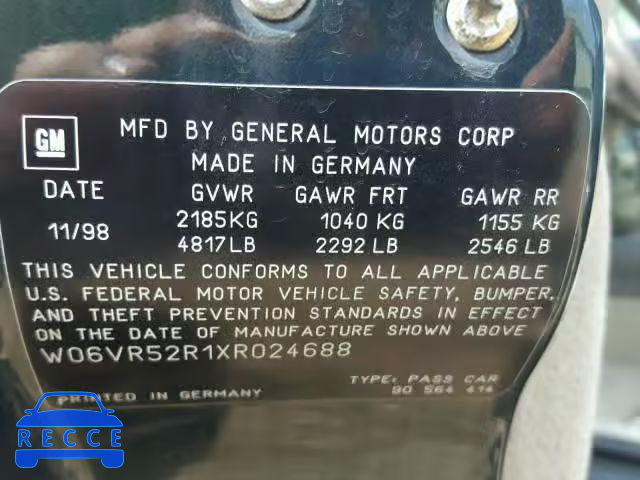 GM
MFD BY GENERAL MOTORS CORP
MADE IN GERMANY
DATE GVWR GAWR FRT GAWR RR
11/98 2185KG 1040 KG 1155 KG
4817LB 2292 LB 2546 LB
THIS VEHICLE CONFORMS TO ALL APPLICABLE
U.S. FEDERAL MOTOR VEHICLE SAFETY, BUMPER,
AND THEFT PREVENTION STANDARDS IN EFFECT
ON THE DATE OF MANUFACTURE SHOWN ABOVE
W06VR52R1XR024688
TYPE: PASS CAR
PRINTED IN GERMANY 90 564 414
RECCE